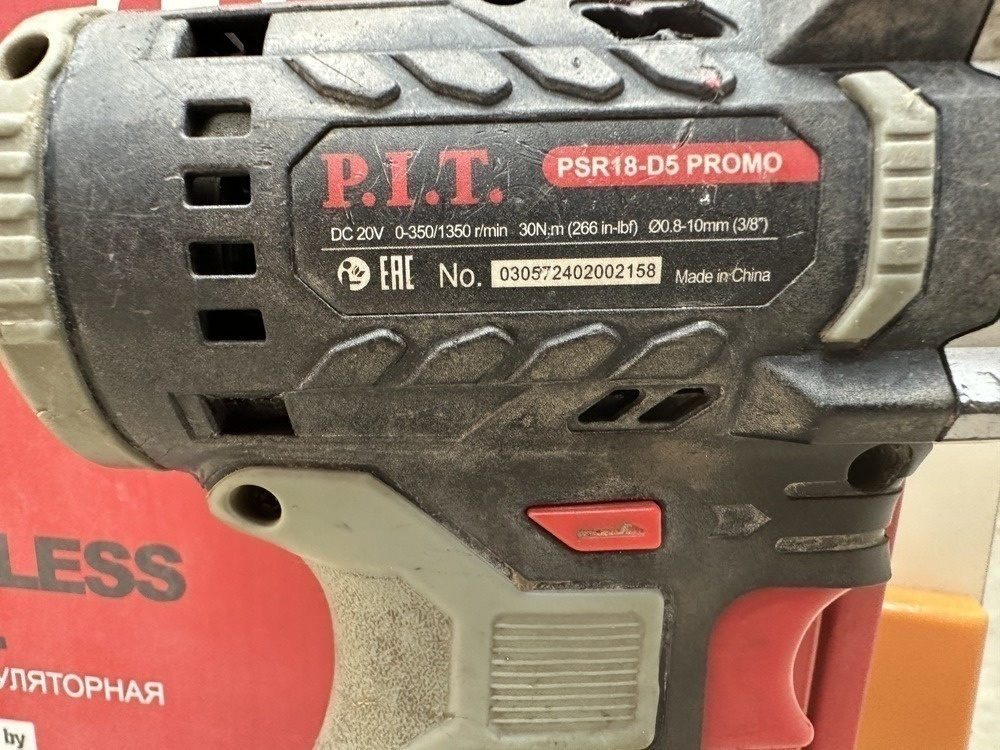 P.I.T.
PSR18-D5 PROMO
DC 20V 0-350/1350 r/min 30N.m (266 in-lbf) Ø0.8-10mm (3/8")
EAC No. 030572402002158 Made in China
LESS
УЛЯТОРНАЯ
by